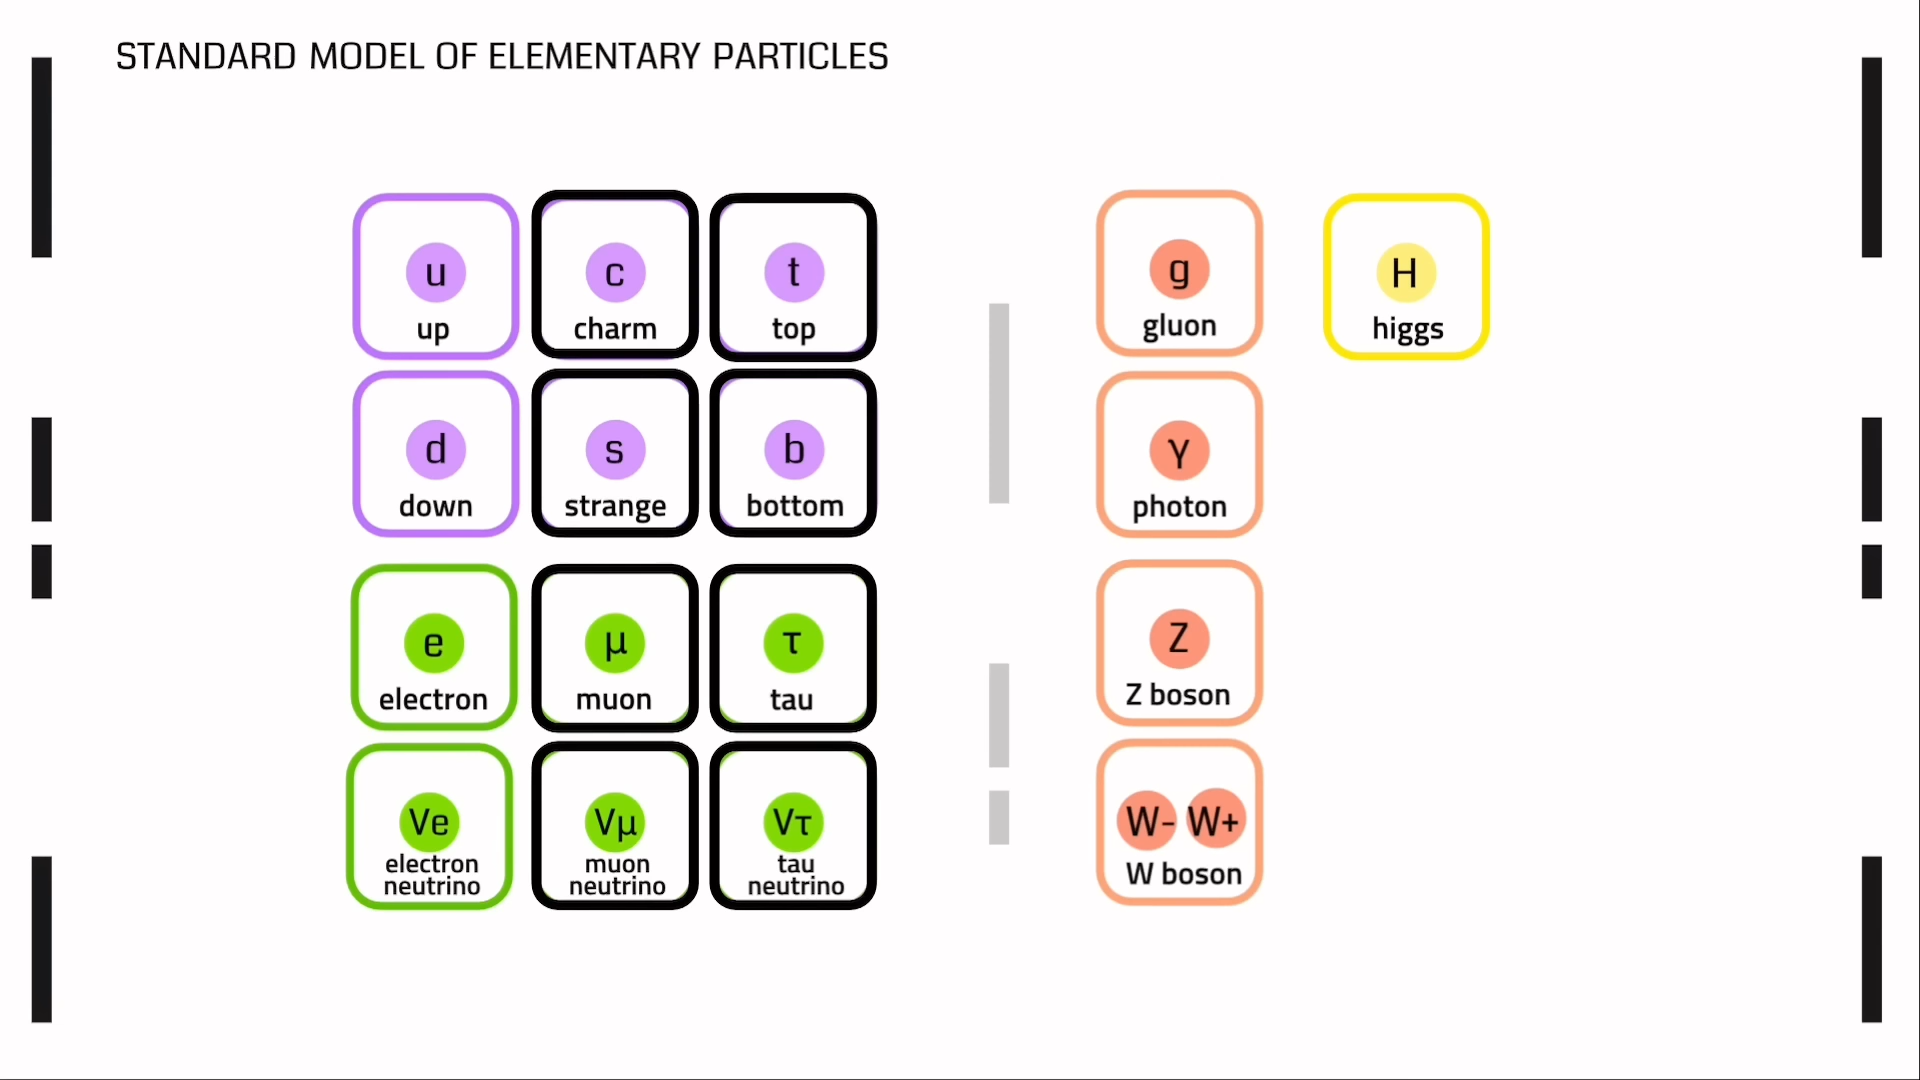 STANDARD MODEL OF ELEMENTARY PARTICLES
u
up
c
charm
t
top
g
gluon
H
higgs
d
down
s
strange
b
bottom
γ
photon
e
electron
μ
muon
τ
tau
Z
Z boson
Ve
electron
neutrino
Vμ
muon
neutrino
Vτ
tau
neutrino
W- W+
W boson